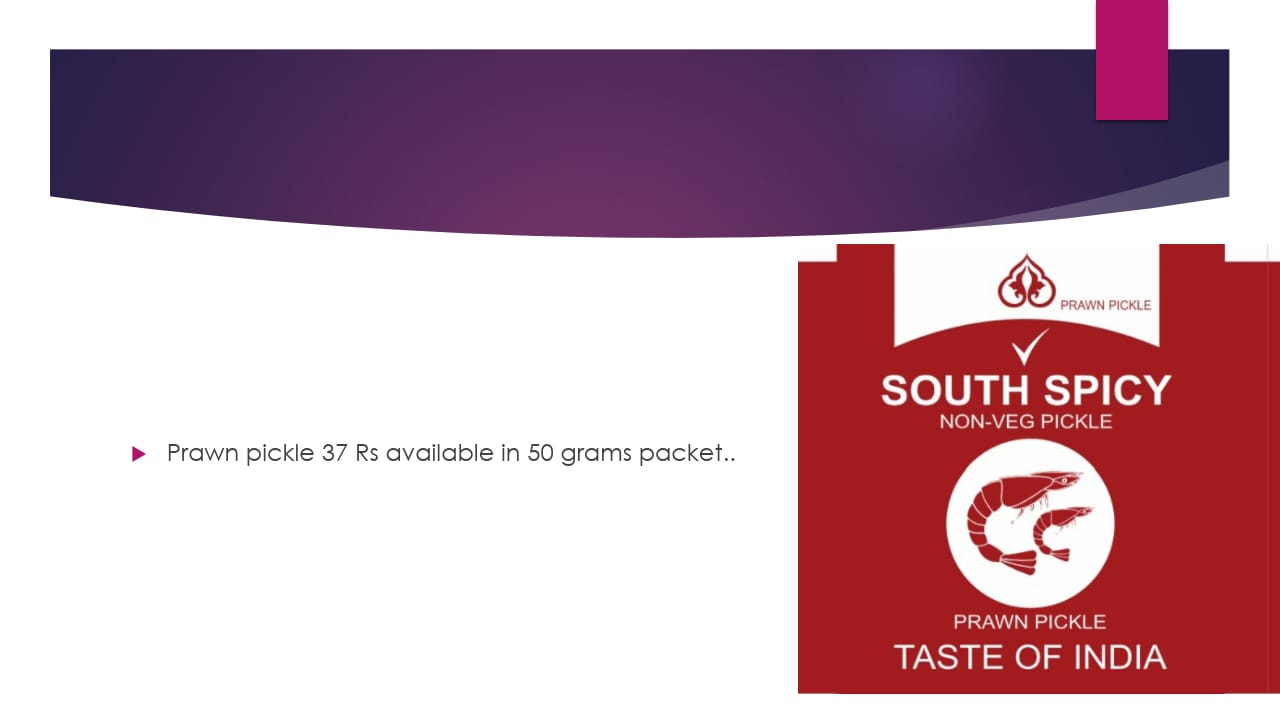 PRAWN PICKLE
SOUTH SPICY
NON-VEG PICKLE
Prawn pickle 37 Rs available in 50 grams packet..
PRAWN PICKLE
TASTE OF INDIA